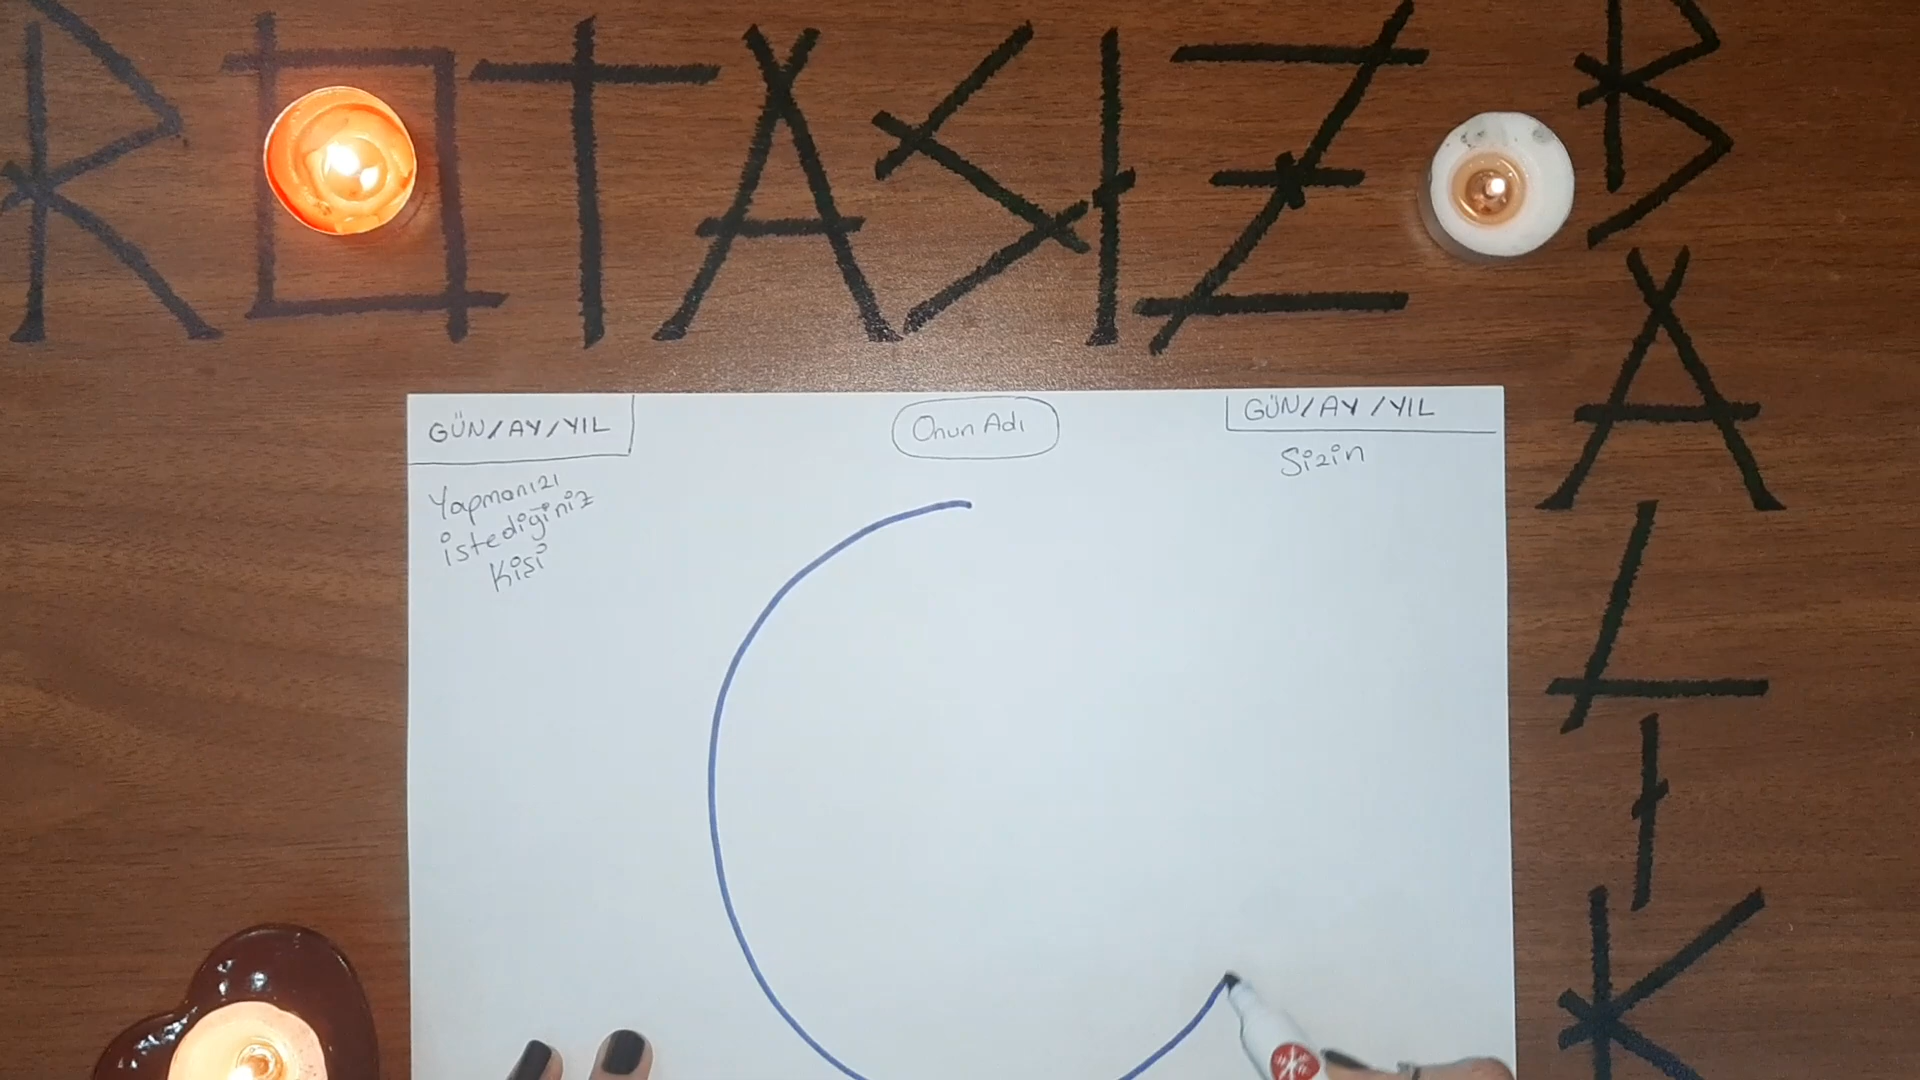 ROTASIZ
BALIK
GÜN/AY/YIL
Onun Adı
GÜN/AY/YIL
Yapmanızı
istediğiniz
Kişi
Sizin